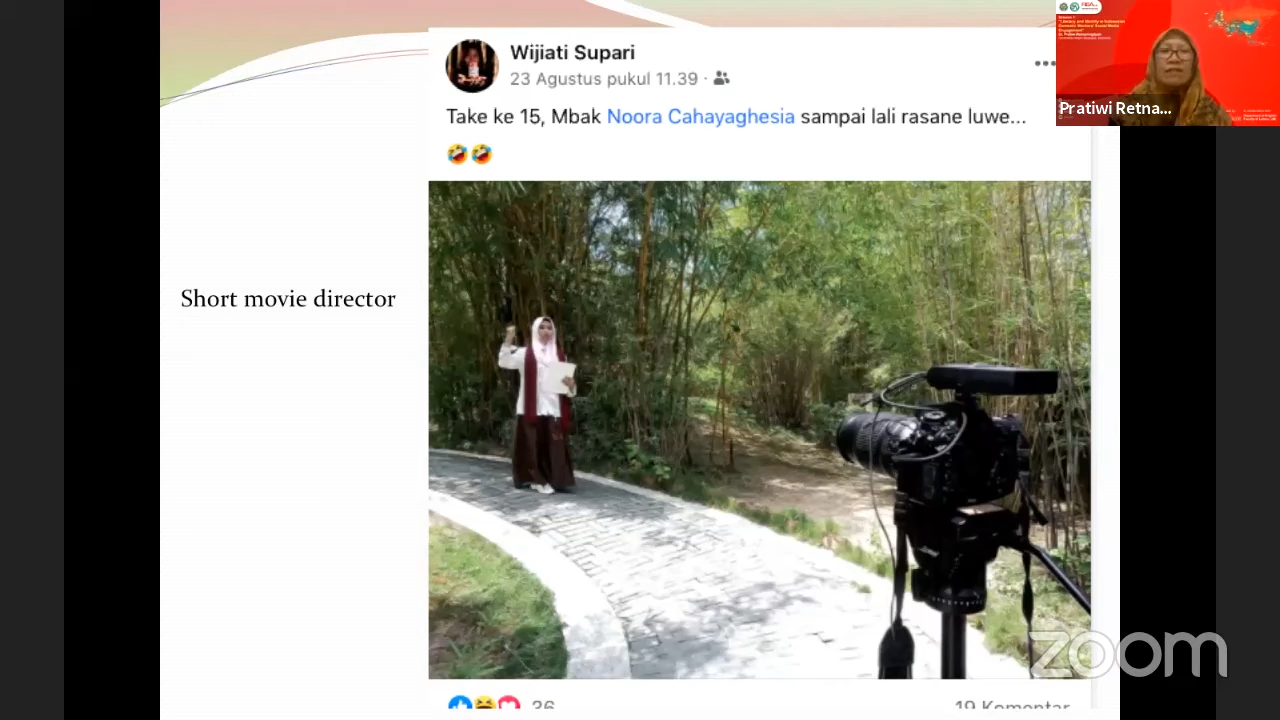 Wijiati Supari
23 Agustus pukul 11.39 ·
Take ke 15, Mbak Noora Cahayaghesia sampai lali rasane luwe...
Short movie director
36
19 Komentar
Pratiwi Retna...
zoom